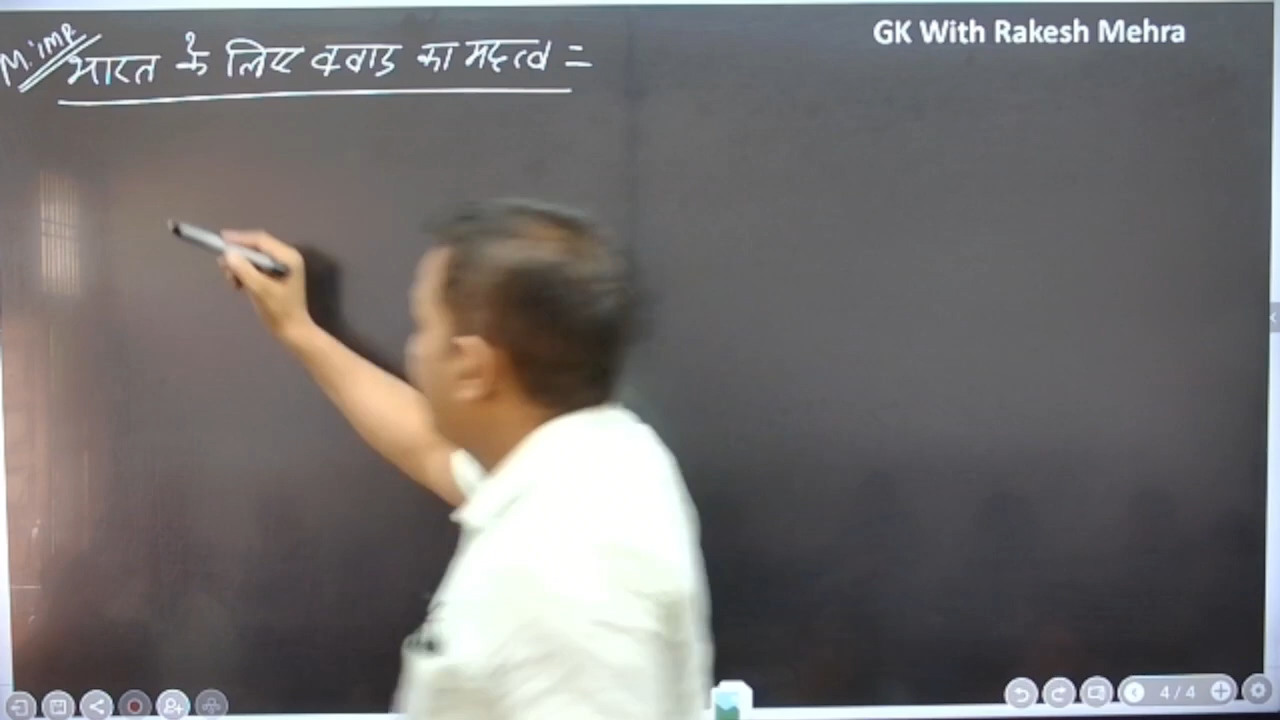 M. imp भारत के लिए क्वाड का महत्त्व =
GK With Rakesh Mehra
4 / 4